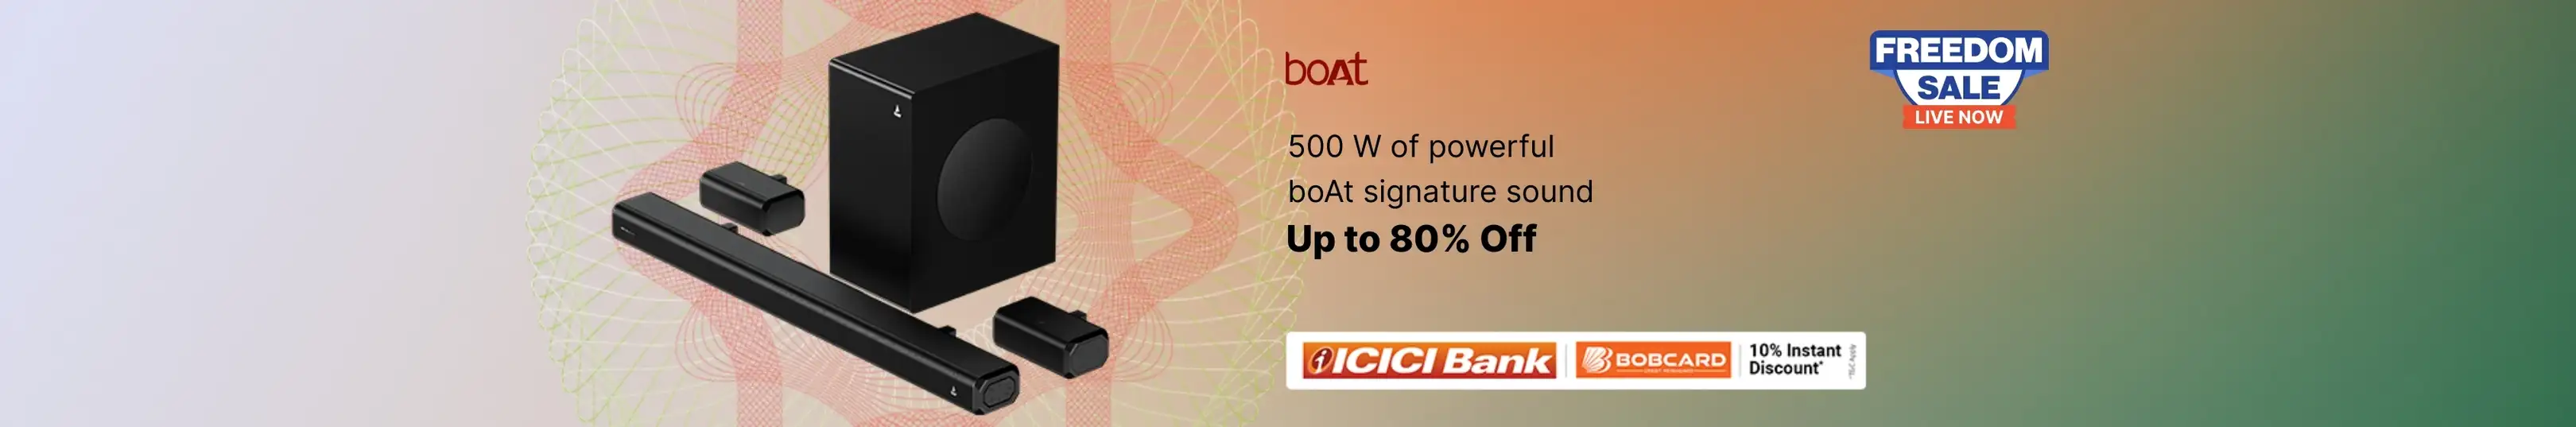 boAt
500 W of powerful
boAt signature sound
Up to 80% Off
ICICI Bank
BOBCARD
10% Instant
Discount*
FREEDOM
SALE
LIVE NOW